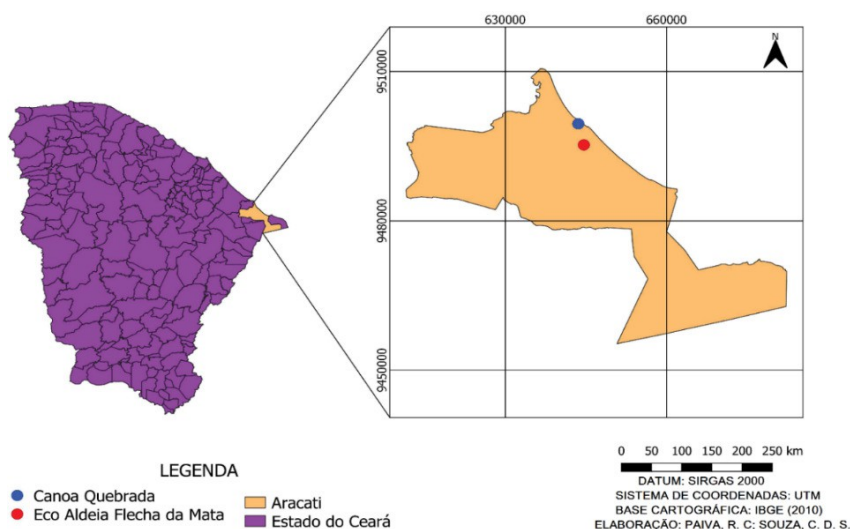 630000 660000
N
9510000
9480000
9450000
LEGENDA
Canoa Quebrada
Eco Aldeia Flecha da Mata
Aracati
Estado do Ceará
0 50 100 150 200 250 km
DATUM: SIRGAS 2000
SISTEMA DE COORDENADAS: UTM
BASE CARTOGRÁFICA: IBGE (2010)
ELABORAÇÃO: PAIVA, R. C; SOUZA, C. D. S.